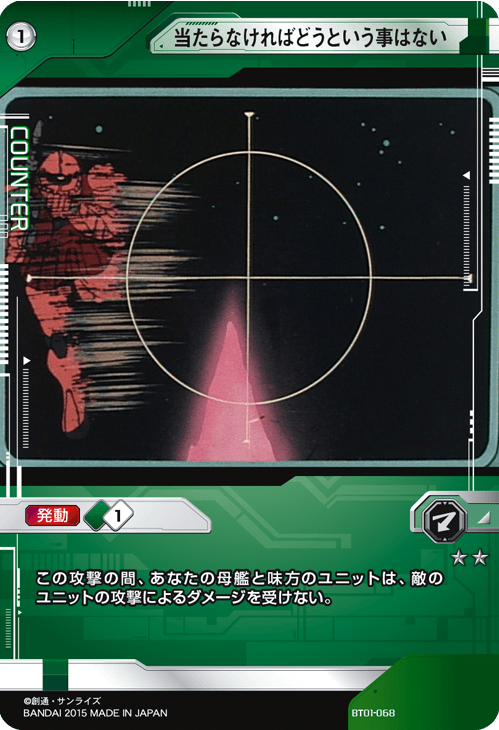 1
当たらなければどうという事はない
COUNTER
発動
1
この攻撃の間、あなたの母艦と味方のユニットは、敵の
ユニットの攻撃によるダメージを受けない。
©創通・サンライズ
BANDAI 2015 MADE IN JAPAN
BT01-068